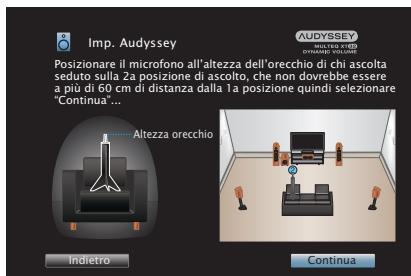 Imp. Audyssey
AUDYSSEY
MULTEQ XT32
DYNAMIC VOLUME
Posizionare il microfono all'altezza dell'orecchio di chi ascolta
seduto sulla 2a posizione di ascolto, che non dovrebbe essere
a più di 60 cm di distanza dalla 1a posizione quindi selezionare
“Continua”...
Altezza orecchio
Indietro
Continua